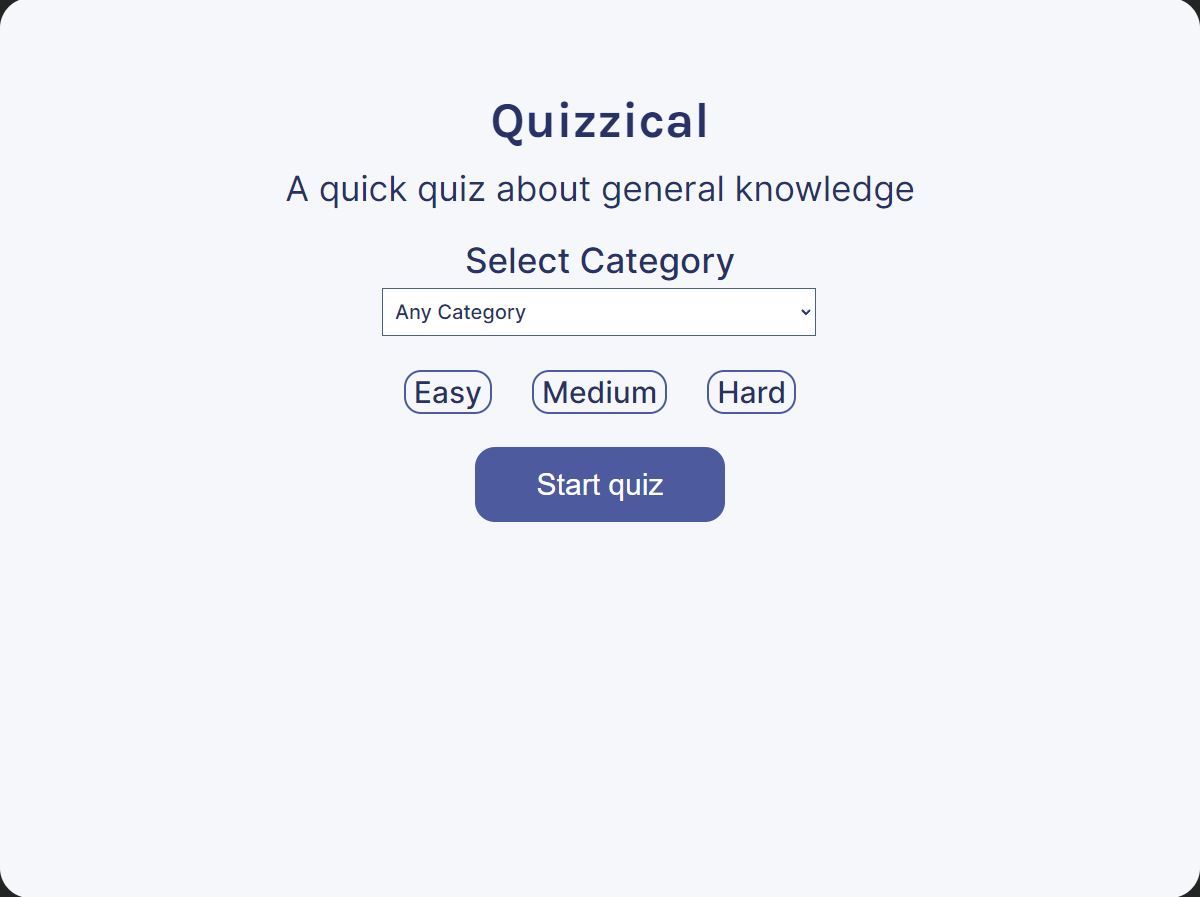 Quizzical
A quick quiz about general knowledge
Select Category
Any Category
Easy Medium Hard
Start quiz